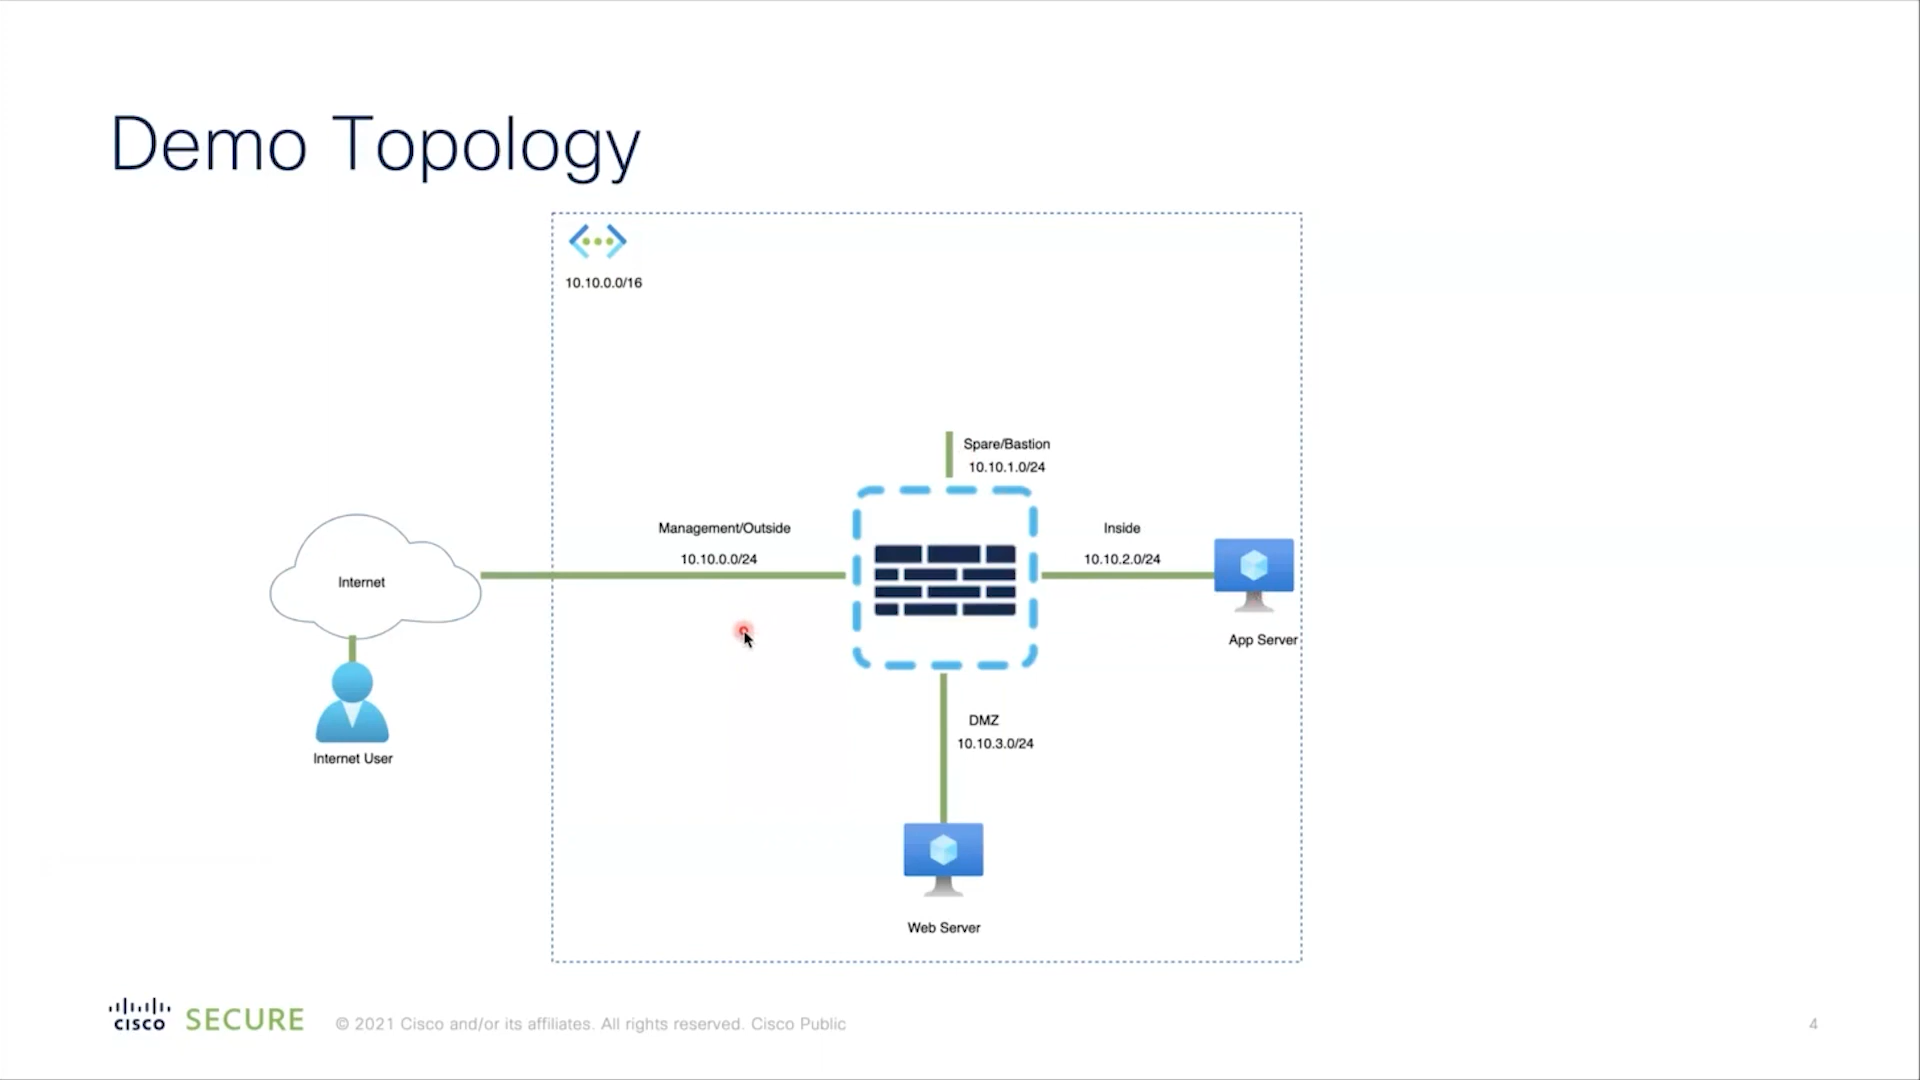 Demo Topology
10.10.0.0/16
Spare/Bastion
10.10.1.0/24
Management/Outside
10.10.0.0/24
Inside
10.10.2.0/24
Internet
App Server
Internet User
DMZ
10.10.3.0/24
Web Server
CISCO SECURE © 2021 Cisco and/or its affiliates. All rights reserved. Cisco Public 4